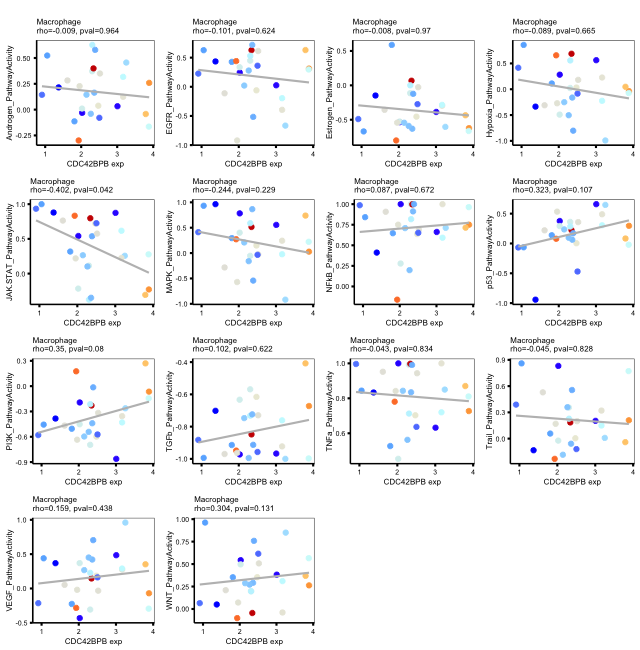 Macrophage
rho=-0.009, pval=0.964
Androgen_PathwayActivity
0.50
0.25
0.00
-0.25
1 2 3 4
CDC42BPB exp
Macrophage
rho=-0.101, pval=0.624
EGFR_PathwayActivity
0.5
0.0
-0.5
-1.0
1 2 3 4
CDC42BPB exp
Macrophage
rho=-0.008, pval=0.97
Estrogen_PathwayActivity
0.5
0.0
-0.5
1 2 3 4
CDC42BPB exp
Macrophage
rho=-0.089, pval=0.665
Hypoxia_PathwayActivity
0.5
0.0
-0.5
-1.0
1 2 3 4
CDC42BPB exp
Macrophage
rho=-0.402, pval=0.042
JAK.STAT_PathwayActivity
1.0
0.5
0.0
1 2 3 4
CDC42BPB exp
Macrophage
rho=-0.244, pval=0.229
MAPK_PathwayActivity
1.0
0.5
0.0
-0.5
-1.0
1 2 3 4
CDC42BPB exp
Macrophage
rho=0.087, pval=0.672
NFkB_PathwayActivity
1.00
0.75
0.50
0.25
0.00
1 2 3 4
CDC42BPB exp
Macrophage
rho=0.323, pval=0.107
p53_PathwayActivity
0.5
0.0
-0.5
-1.0
1 2 3 4
CDC42BPB exp
Macrophage
rho=0.35, pval=0.08
PI3K_PathwayActivity
0.3
0.0
-0.3
-0.6
-0.9
1 2 3 4
CDC42BPB exp
Macrophage
rho=0.102, pval=0.622
TGFb_PathwayActivity
-0.4
-0.6
-0.8
-1.0
1 2 3 4
CDC42BPB exp
Macrophage
rho=-0.043, pval=0.834
TNFa_PathwayActivity
1.0
0.8
0.6
1 2 3 4
CDC42BPB exp
Macrophage
rho=-0.045, pval=0.828
Trail_PathwayActivity
0.9
0.6
0.3
0.0
1 2 3 4
CDC42BPB exp
Macrophage
rho=0.159, pval=0.438
VEGF_PathwayActivity
1.0
0.5
0.0
-0.5
1 2 3 4
CDC42BPB exp
Macrophage
rho=0.304, pval=0.131
WNT_PathwayActivity
1.00
0.75
0.50
0.25
0.00
1 2 3 4
CDC42BPB exp